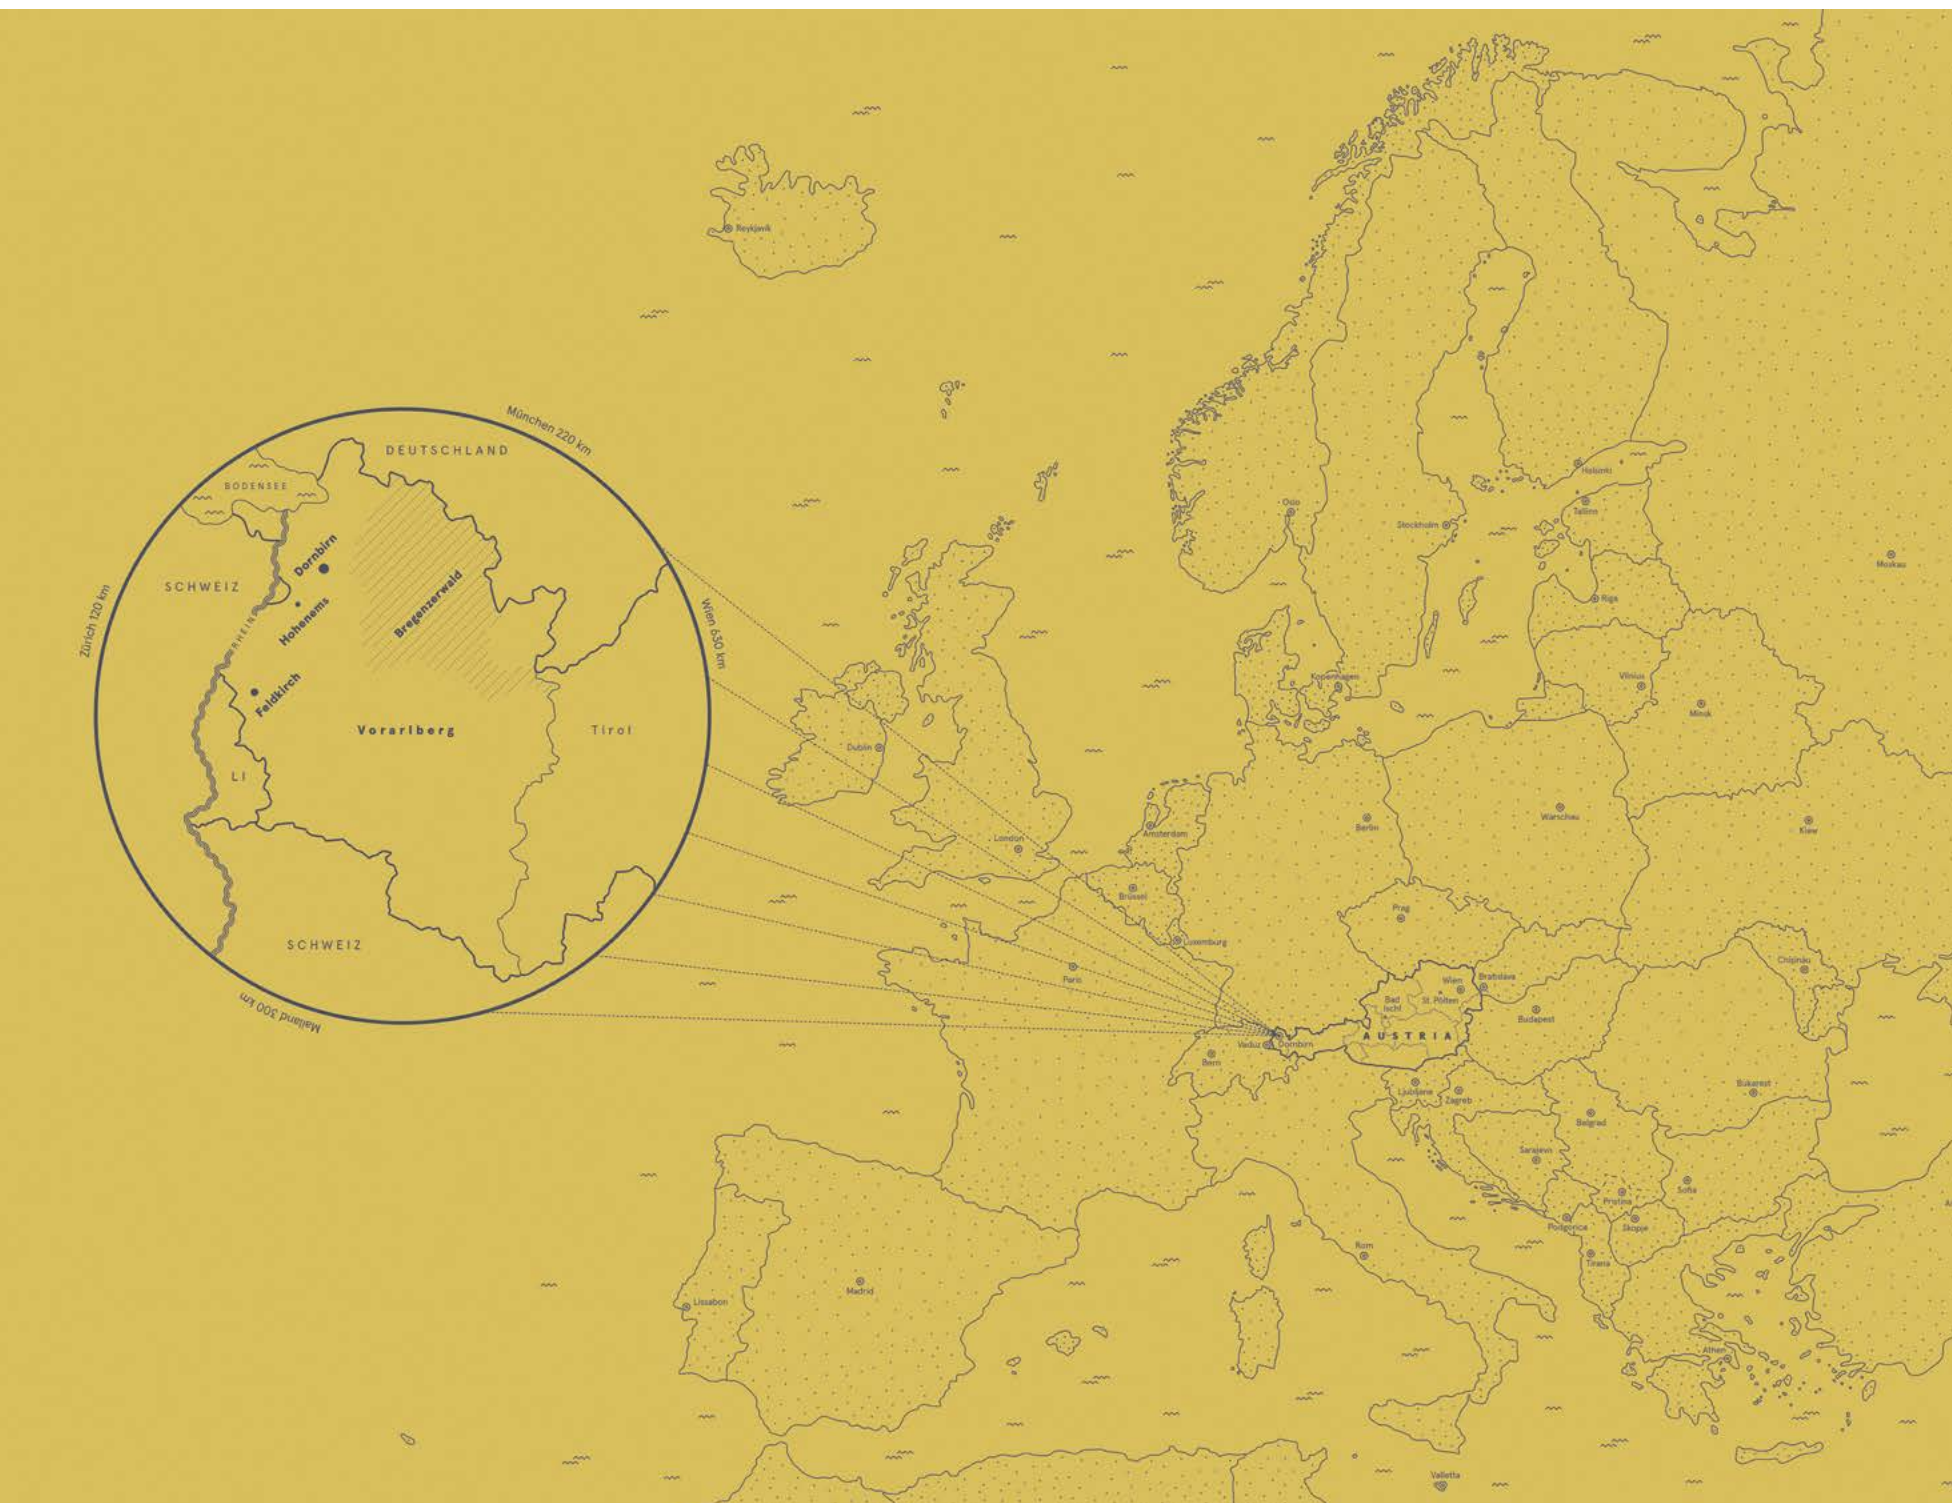 Reykjavík
München 220 km
DEUTSCHLAND
BODENSEE
Zürich 120 km
SCHWEIZ
Dornbirn
Hohenems
Bregenzerwald
RHEIN
Feldkirch
Wien 630 km
Vorarlberg
Tirol
LI
SCHWEIZ
Mailand 300 km
Oslo
Stockholm
Helsinki
Tallinn
Moskau
Riga
Kopenhagen
Vilnius
Minsk
Dublin
London
Amsterdam
Berlin
Warschau
Kiew
Brüssel
Prag
Luxemburg
Paris
Chișinău
Wien
Bratislava
Bad
Ischl
St. Pölten
Budapest
AUSTRIA
Vaduz
Dornbirn
Bern
Ljubljana
Zagreb
Bukarest
Belgrad
Sarajevo
Sofia
Pristina
Podgorica
Skopje
Tirana
Rom
Madrid
Lissabon
Athen
Valletta